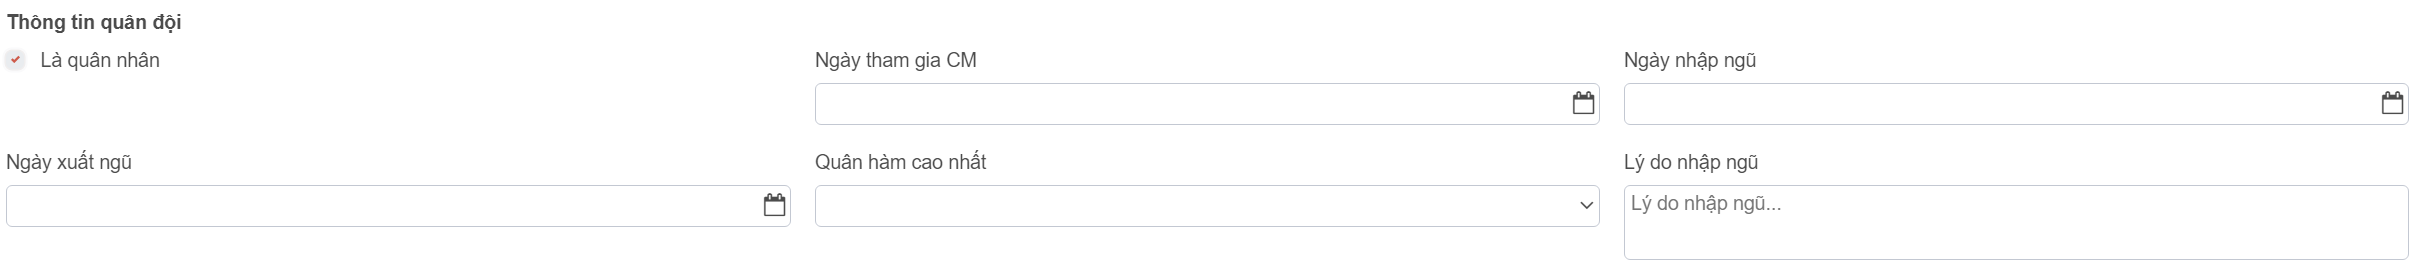 Thông tin quân đội
Là quân nhân
Ngày tham gia CM
Ngày nhập ngũ
Ngày xuất ngũ
Quân hàm cao nhất
Lý do nhập ngũ
Lý do nhập ngũ...